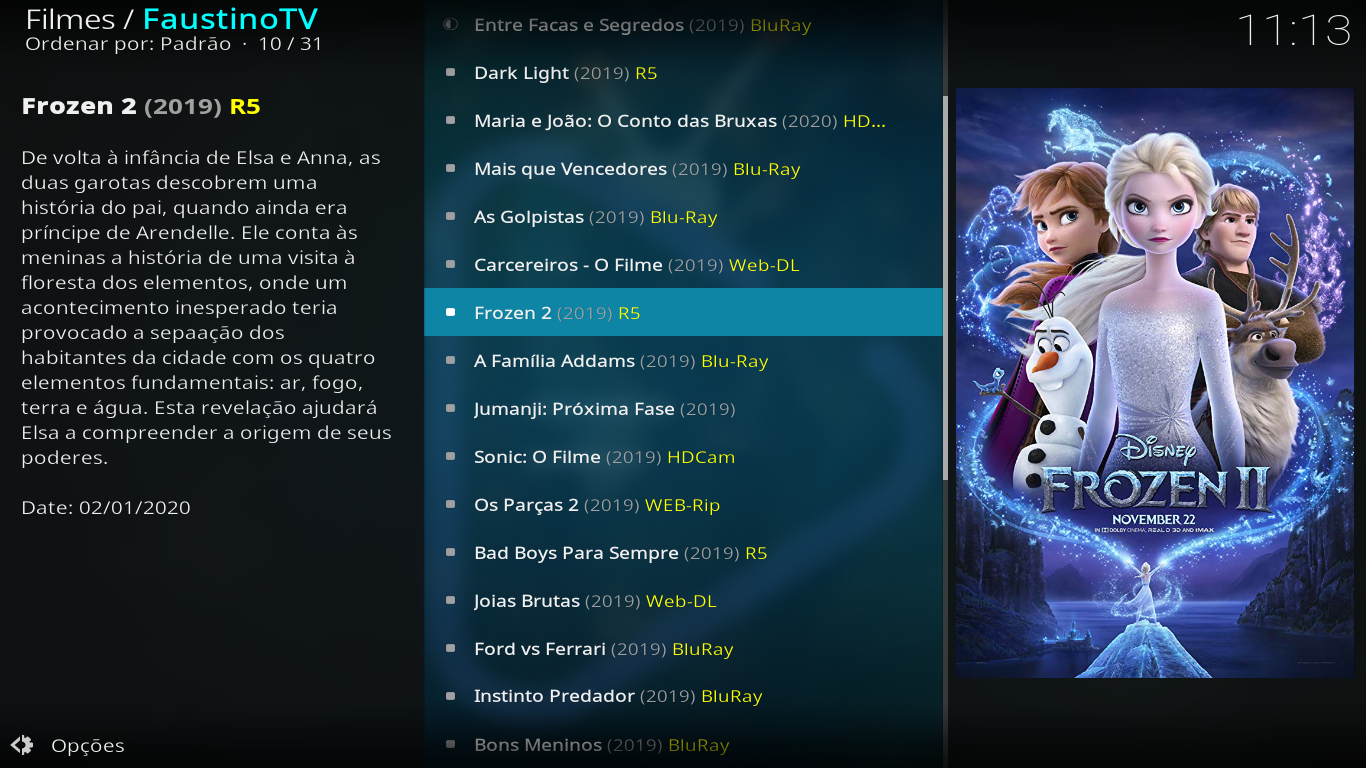 Filmes / FaustinoTV
Ordenar por: Padrão · 10 / 31
11:13
Frozen 2 (2019) R5
De volta à infância de Elsa e Anna, as
duas garotas descobrem uma
história do pai, quando ainda era
príncipe de Arendelle. Ele conta às
meninas a história de uma visita à
floresta dos elementos, onde um
acontecimento inesperado teria
provocado a sepaação dos
habitantes da cidade com os quatro
elementos fundamentais: ar, fogo,
terra e água. Esta revelação ajudará
Elsa a compreender a origem de seus
poderes.
Date: 02/01/2020
Opções
Entre Facas e Segredos (2019) BluRay
Dark Light (2019) R5
Maria e João: O Conto das Bruxas (2020) HD...
Mais que Vencedores (2019) Blu-Ray
As Golpistas (2019) Blu-Ray
Carcereiros - O Filme (2019) Web-DL
Frozen 2 (2019) R5
A Família Addams (2019) Blu-Ray
Jumanji: Próxima Fase (2019)
Sonic: O Filme (2019) HDCam
Os Parças 2 (2019) WEB-Rip
Bad Boys Para Sempre (2019) R5
Joias Brutas (2019) Web-DL
Ford vs Ferrari (2019) BluRay
Instinto Predador (2019) BluRay
Bons Meninos (2019) BluRay
Disney
FROZEN II
NOVEMBER 22
IN DOLBY CINEMA, REAL D 3D AND IMAX